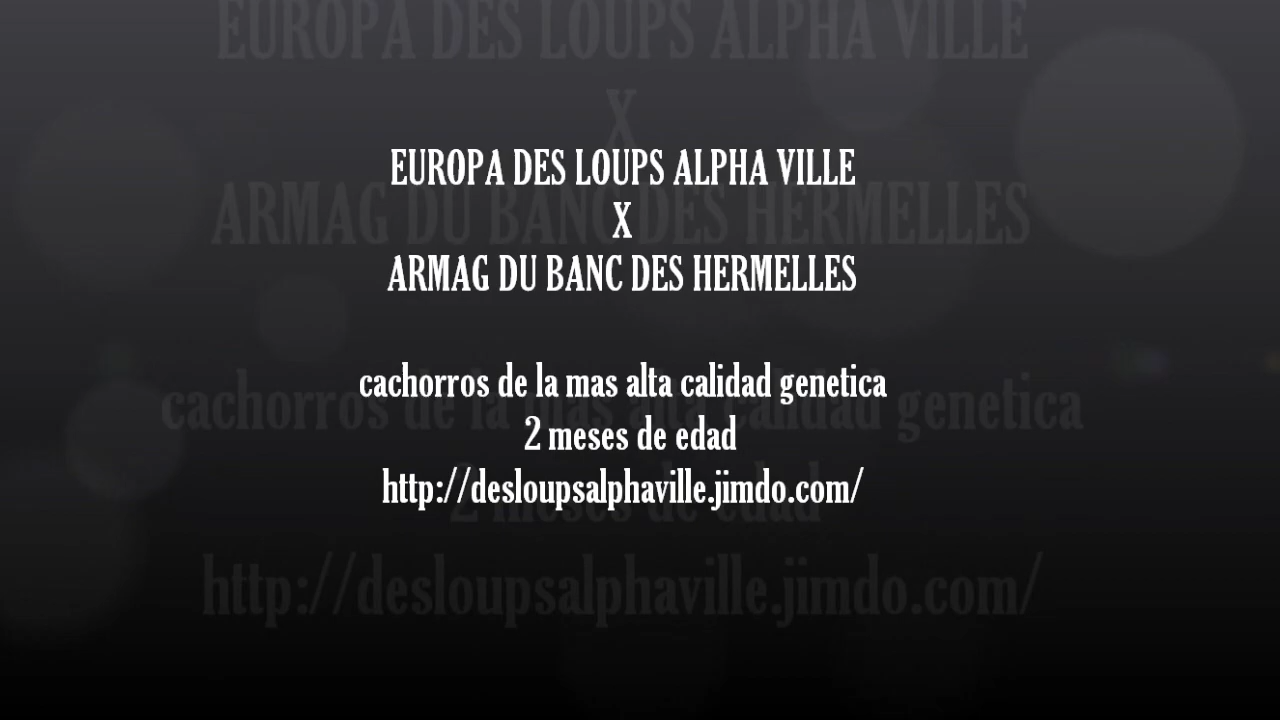 EUROPA DES LOUPS ALPHA VILLE
X
ARMAG DU BANC DES HERMELLES
cachorros de la mas alta calidad genetica
2 meses de edad
http://desloupsalphaville.jimdo.com/